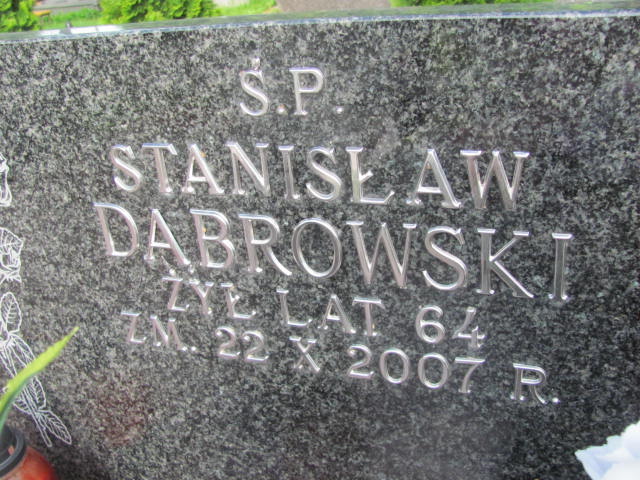 Ś.P.
STANISŁAW
DĄBROWSKI
ŻYŁ LAT 64
ZM. 22 X 2007 R.